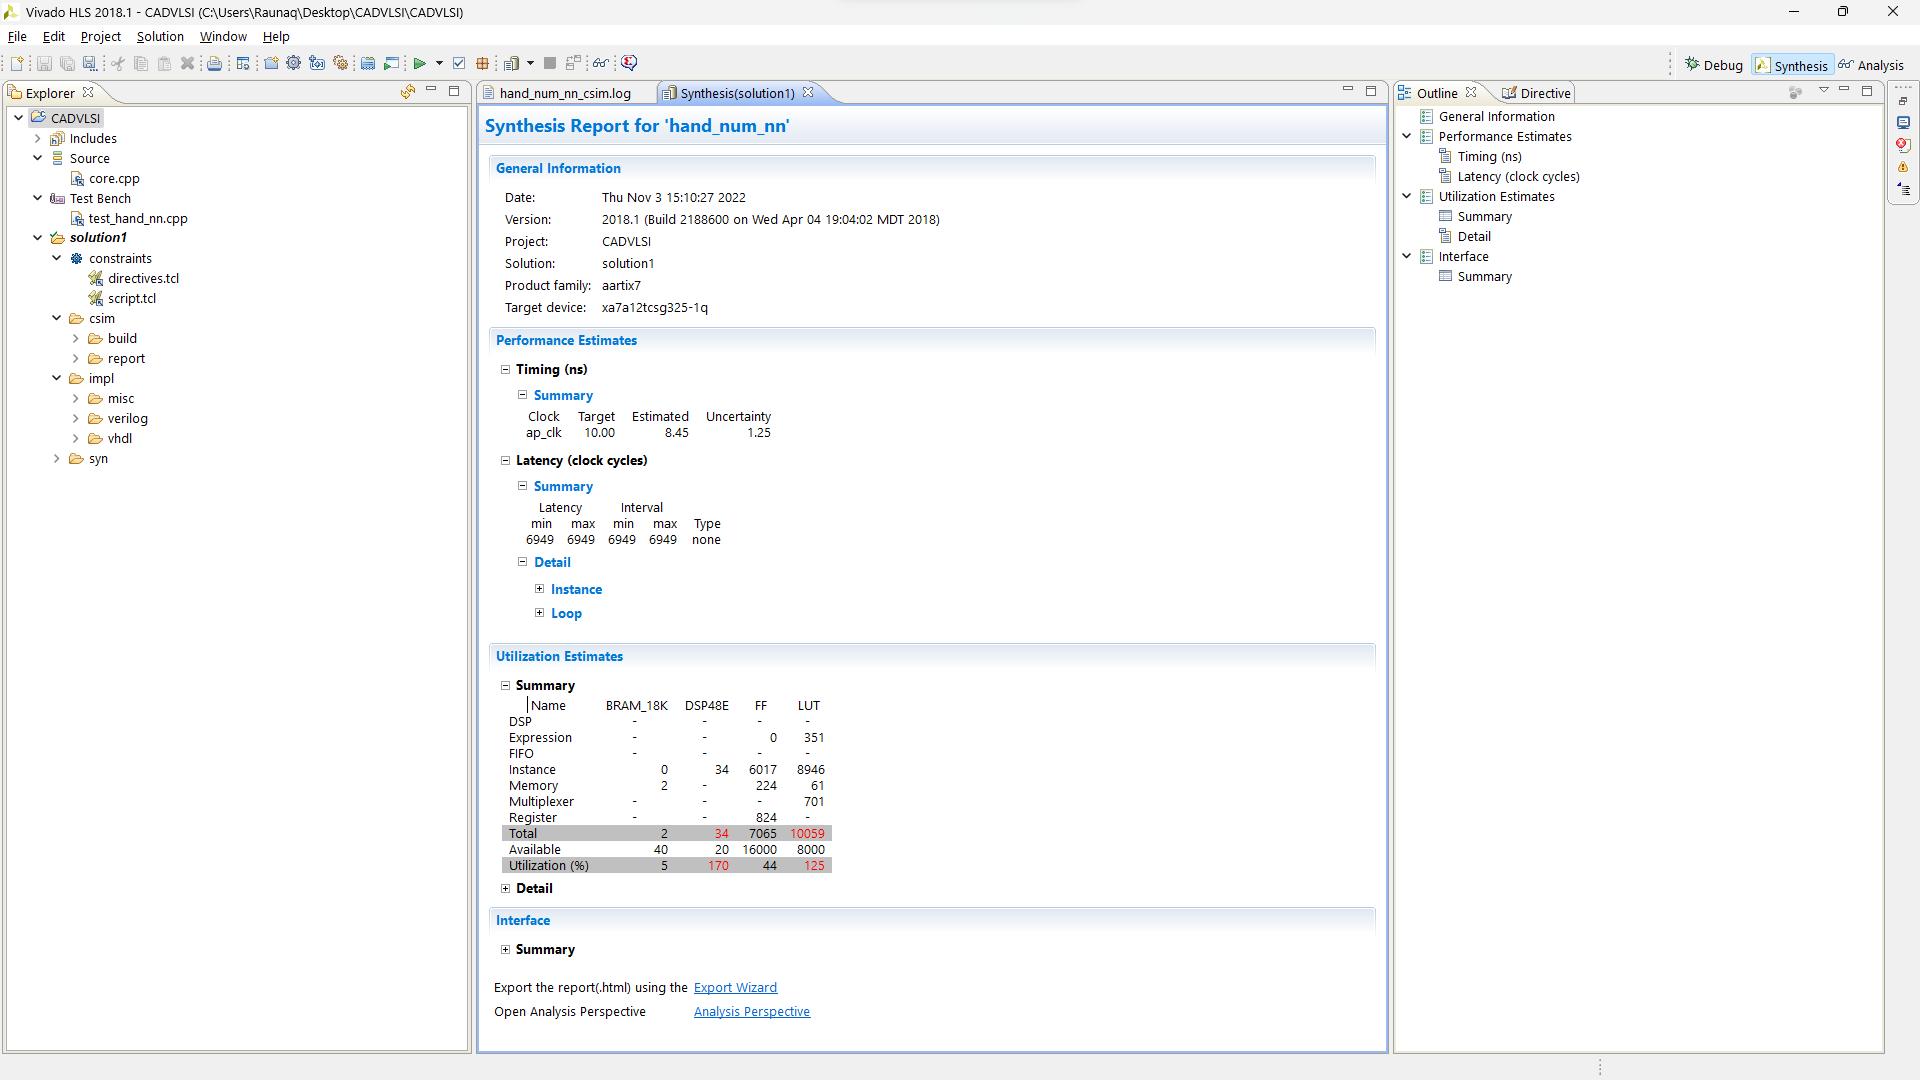 Vivado HLS 2018.1 - CADVLSI (C:\Users\Raunaq\Desktop\CADVLSI\CADVLSI)
File Edit Project Solution Window Help
Debug Synthesis Analysis
Explorer
CADVLSI
Includes
Source
core.cpp
Test Bench
test_hand_nn.cpp
solution1
constraints
directives.tcl
script.tcl
csim
build
report
impl
misc
verilog
vhdl
syn
hand_num_nn_csim.log Synthesis(solution1)
Synthesis Report for 'hand_num_nn'
General Information
Date: Thu Nov 3 15:10:27 2022
Version: 2018.1 (Build 2188600 on Wed Apr 04 19:04:02 MDT 2018)
Project: CADVLSI
Solution: solution1
Product family: aartix7
Target device: xa7a12tcsg325-1q
Performance Estimates
Timing (ns)
Summary
Clock Target Estimated Uncertainty
ap_clk 10.00 8.45 1.25
Latency (clock cycles)
Summary
Latency Interval
min max min max Type
6949 6949 6949 6949 none
Detail
Instance
Loop
Utilization Estimates
Summary
Name BRAM_18K DSP48E FF LUT
DSP - - - -
Expression - - 0 351
FIFO - - - -
Instance 0 34 6017 8946
Memory 2 - 224 61
Multiplexer - - - 701
Register - - 824 -
Total 2 34 7065 10059
Available 40 20 16000 8000
Utilization (%) 5 170 44 125
Detail
Interface
Summary
Export the report(.html) using the Export Wizard
Open Analysis Perspective Analysis Perspective
Outline Directive
General Information
Performance Estimates
Timing (ns)
Latency (clock cycles)
Utilization Estimates
Summary
Detail
Interface
Summary